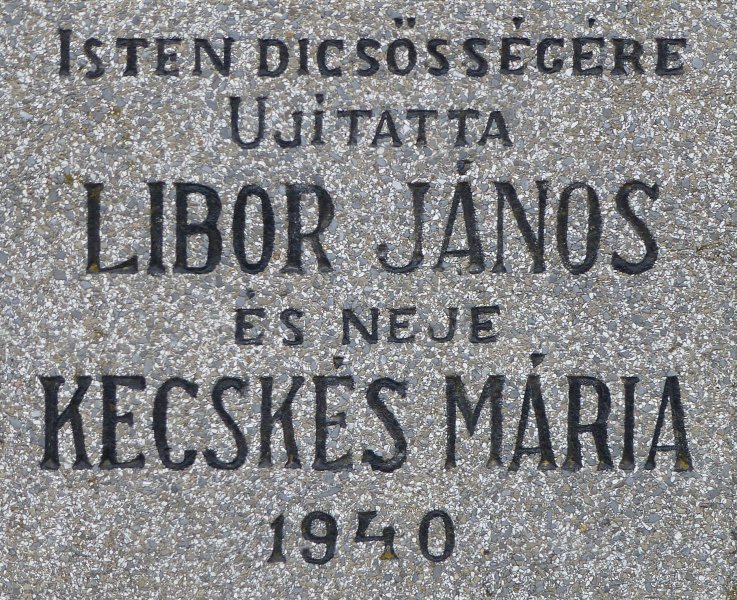 ISTEN DICSÖSSÉGÉRE
UJITATTA
LIBOR JÁNOS
ÉS NEJE
KECSKÉS MÁRIA
1940